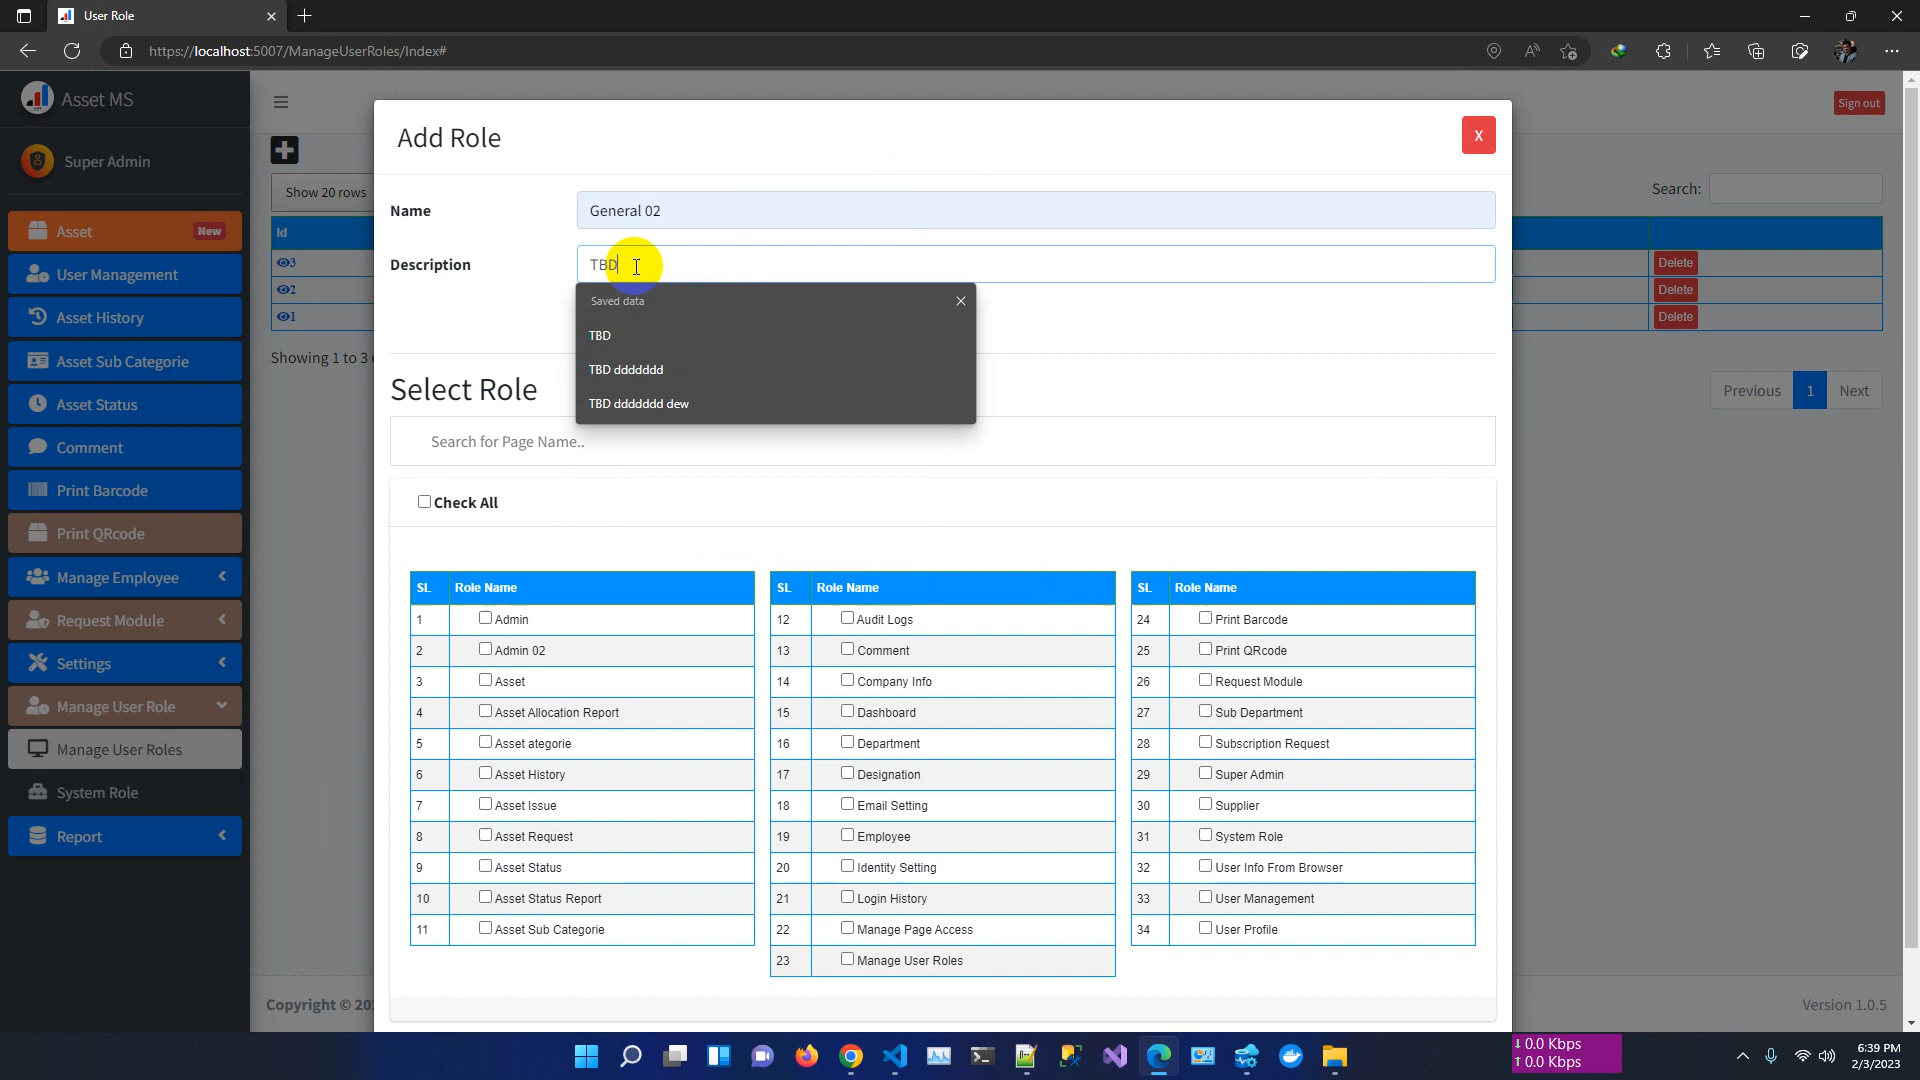 User Role
https://localhost:5007/ManageUserRoles/Index#
Asset MS
Sign out
Super Admin
Add Role
X
Show 20 rows
Search:
Name
General 02
Description
TBD
Saved data
TBD
TBD ddddddd
TBD ddddddd dew
Id
3
2
1
Delete
Delete
Delete
Showing 1 to 3
Previous
1
Next
Asset
New
User Management
Asset History
Asset Sub Categorie
Asset Status
Comment
Print Barcode
Print QRcode
Manage Employee
Request Module
Settings
Manage User Role
Manage User Roles
System Role
Report
Select Role
Search for Page Name..
Check All
SL Role Name
1 Admin
2 Admin 02
3 Asset
4 Asset Allocation Report
5 Asset ategorie
6 Asset History
7 Asset Issue
8 Asset Request
9 Asset Status
10 Asset Status Report
11 Asset Sub Categorie
SL Role Name
12 Audit Logs
13 Comment
14 Company Info
15 Dashboard
16 Department
17 Designation
18 Email Setting
19 Employee
20 Identity Setting
21 Login History
22 Manage Page Access
23 Manage User Roles
SL Role Name
24 Print Barcode
25 Print QRcode
26 Request Module
27 Sub Department
28 Subscription Request
29 Super Admin
30 Supplier
31 System Role
32 User Info From Browser
33 User Management
34 User Profile
Copyright ©
Version 1.0.5
↓ 0.0 Kbps
↑ 0.0 Kbps
6:39 PM
2/3/2023